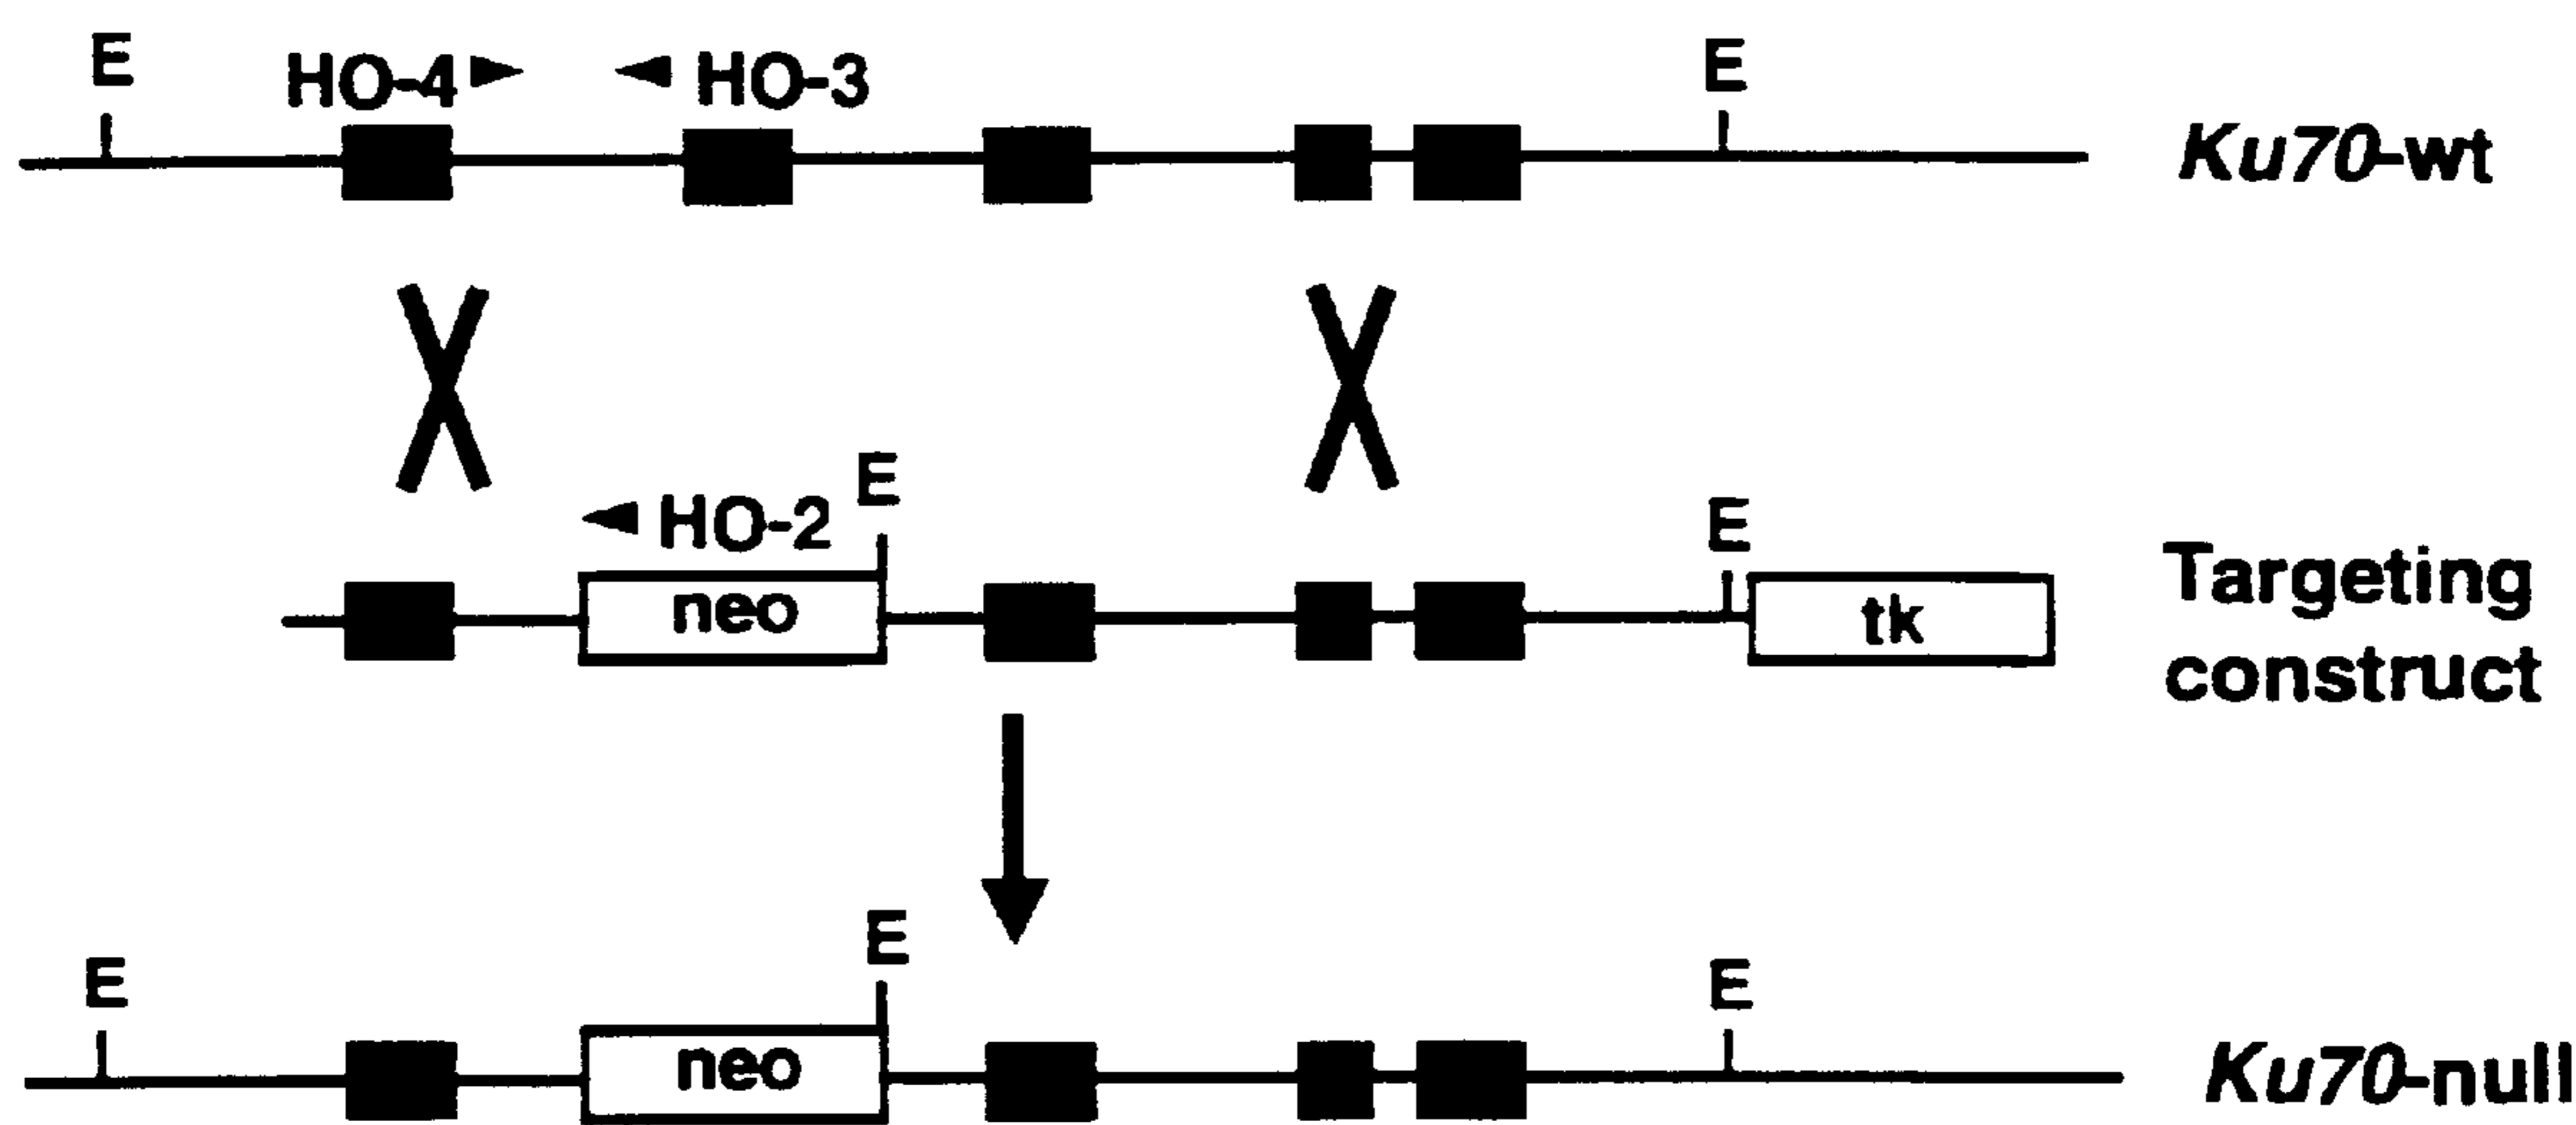 E HO-4 HO-3 E
Ku70-wt
HO-2 E E
neo tk
Targeting
construct
E E E
neo
Ku70-null